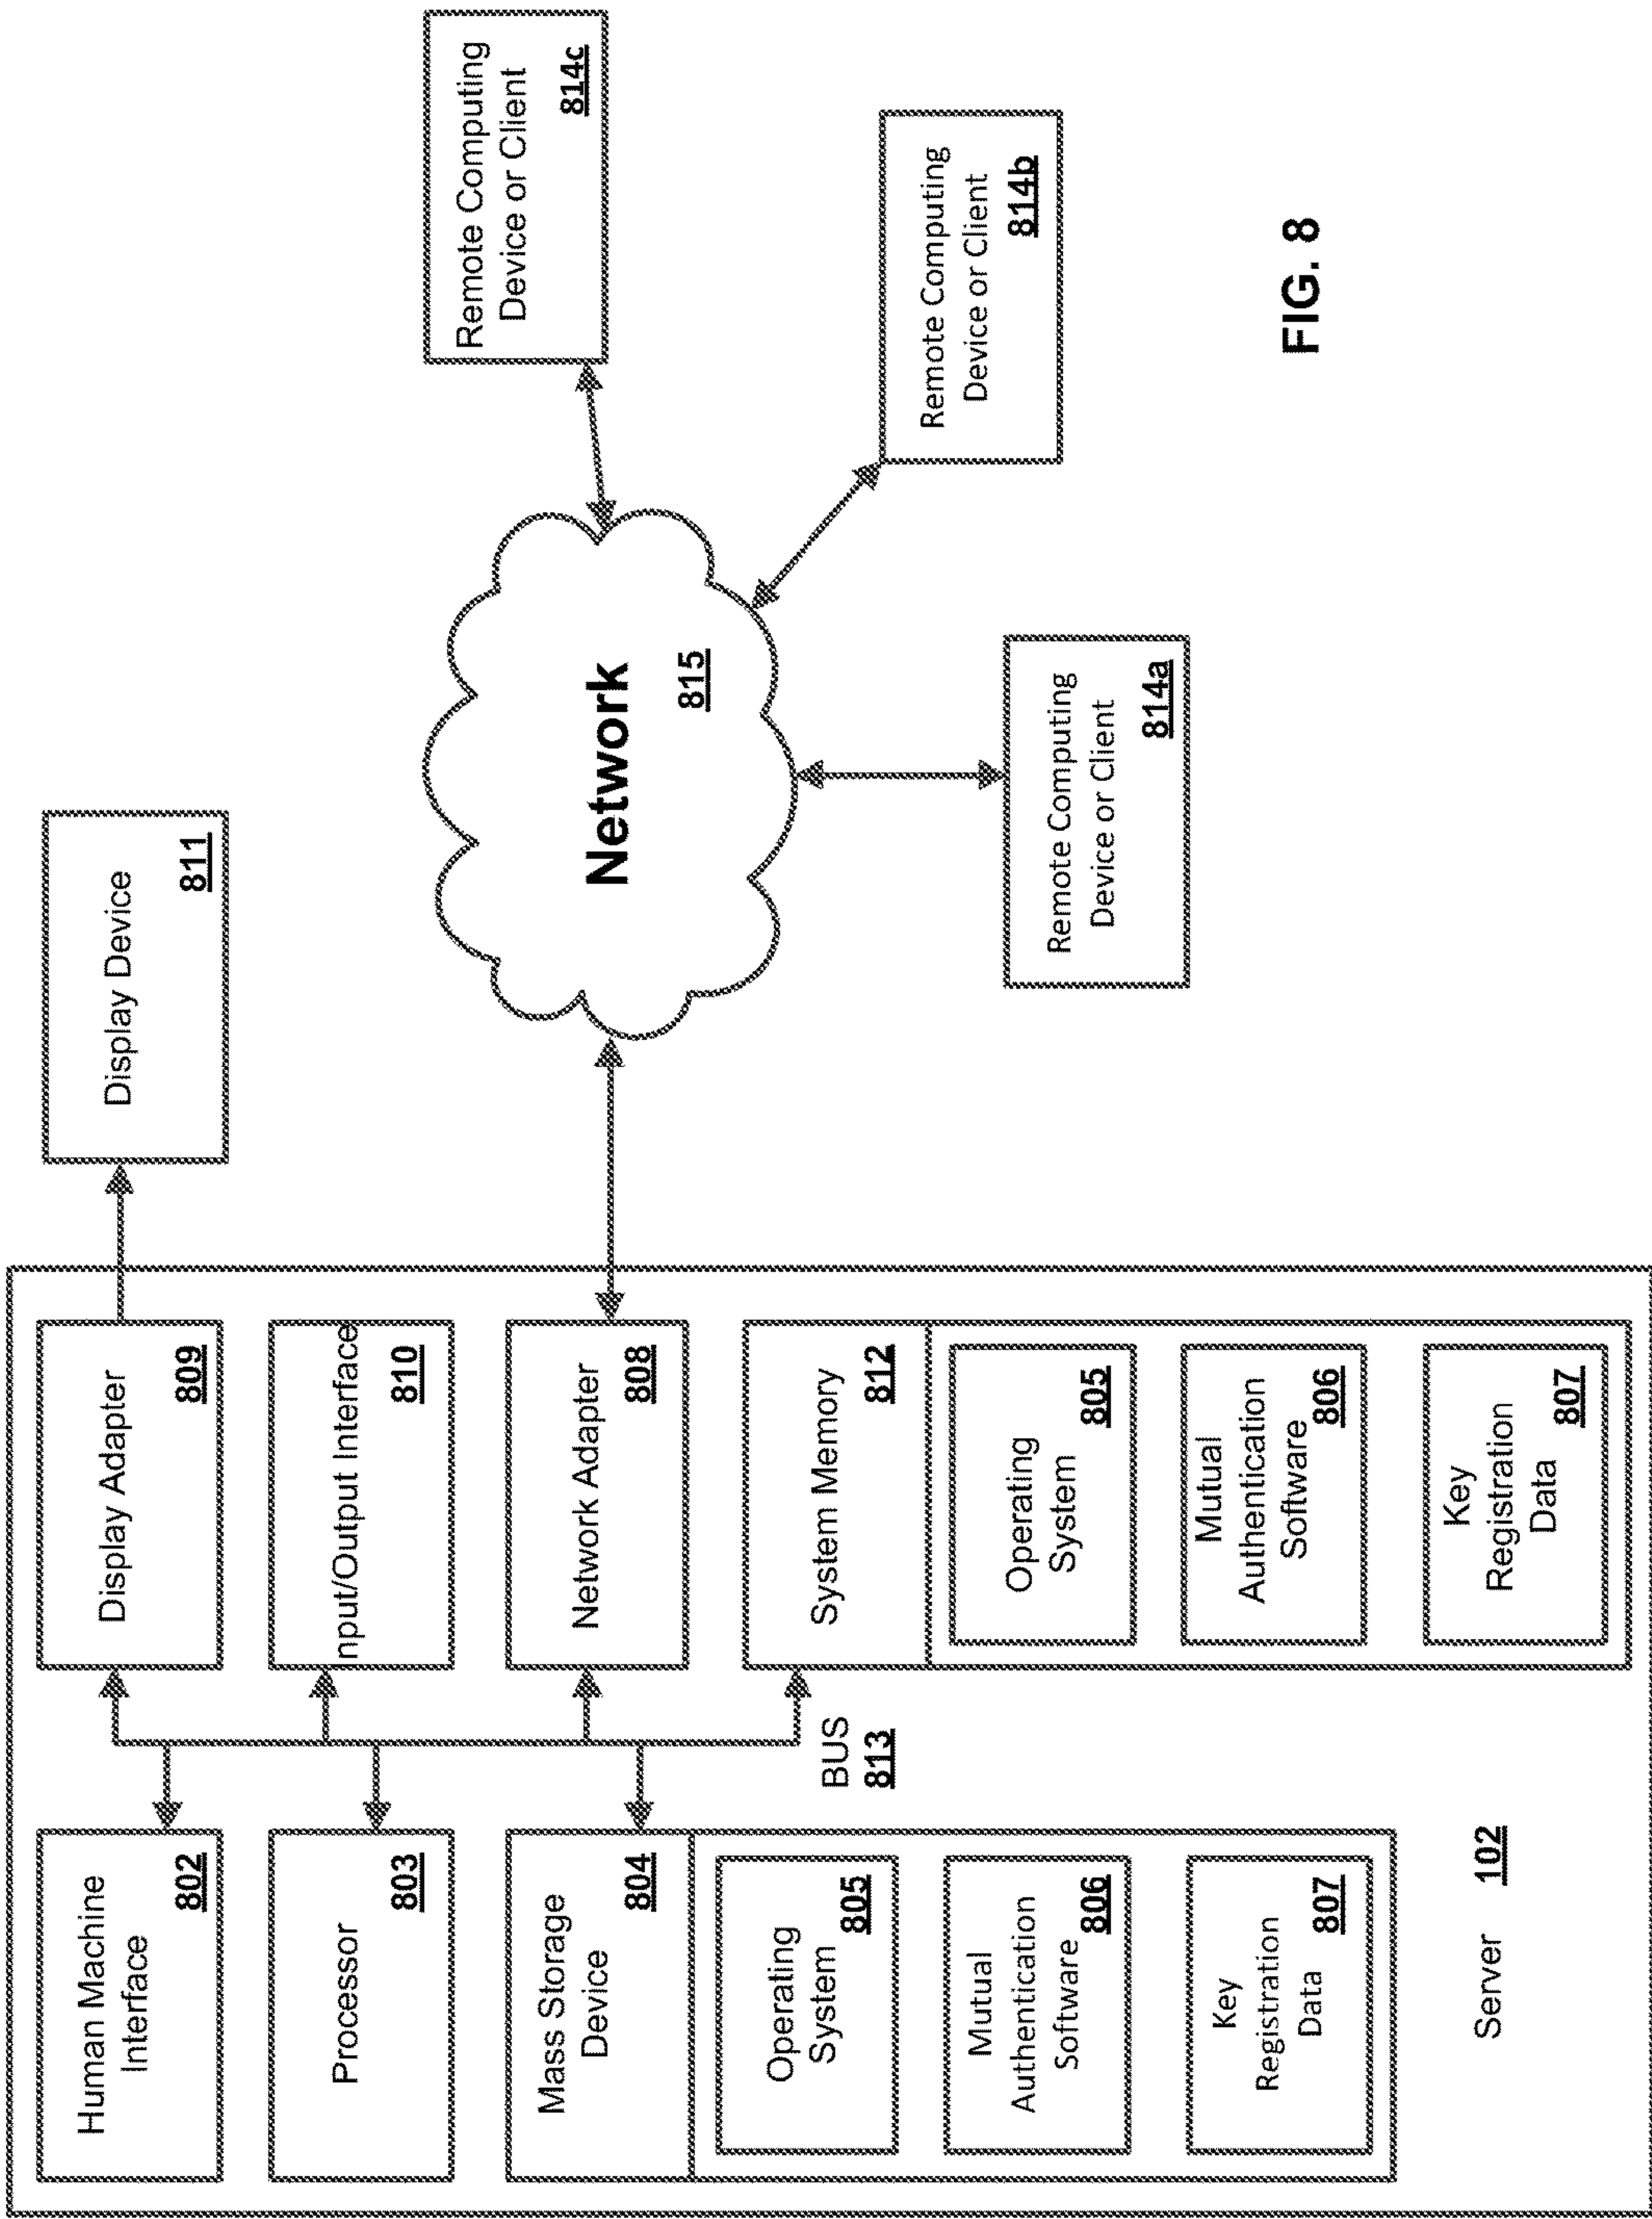 Human Machine
Interface
802
Processor
803
Mass Storage
Device
804
Operating
System
805
Mutual
Authentication
Software
806
Key
Registration
Data
807
Server 102
BUS
813
Display Adapter
809
nput/Output Interface
810
Network Adapter
808
System Memory
812
Operating
System
805
Mutual
Authentication
Software
806
Key
Registration
Data
807
Display Device
811
Network
815
Remote Computing
Device or Client
814a
Remote Computing
Device or Client
814b
Remote Computing
Device or Client
814c
FIG. 8